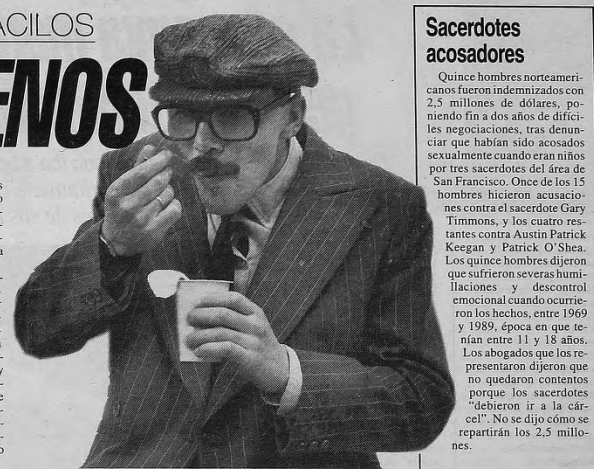 ACILOS
ENOS
Sacerdotes
acosadores
Quince hombres norteameri-
canos fueron indemnizados con
2,5 millones de dólares, po-
niendo fin a dos años de difíci-
les negociaciones, tras denun-
ciar que habían sido acosados
sexualmente cuando eran niños
por tres sacerdotes del área de
San Francisco. Once de los 15
hombres hicieron acusacio-
nes contra el sacerdote Gary
Timmons, y los cuatro res-
tantes contra Austin Patrick
Keegan y Patrick O'Shea.
Los quince hombres dijeron
que sufrieron severas humi-
llaciones y descontrol
emocional cuando ocurrie-
ron los hechos, entre 1969
y 1989, época en que te-
nían entre 11 y 18 años.
Los abogados que los re-
presentaron dijeron que
no quedaron contentos
porque los sacerdotes
"debieron ir a la cár-
cel". No se dijo cómo se
repartirán los 2,5 millo-
nes.